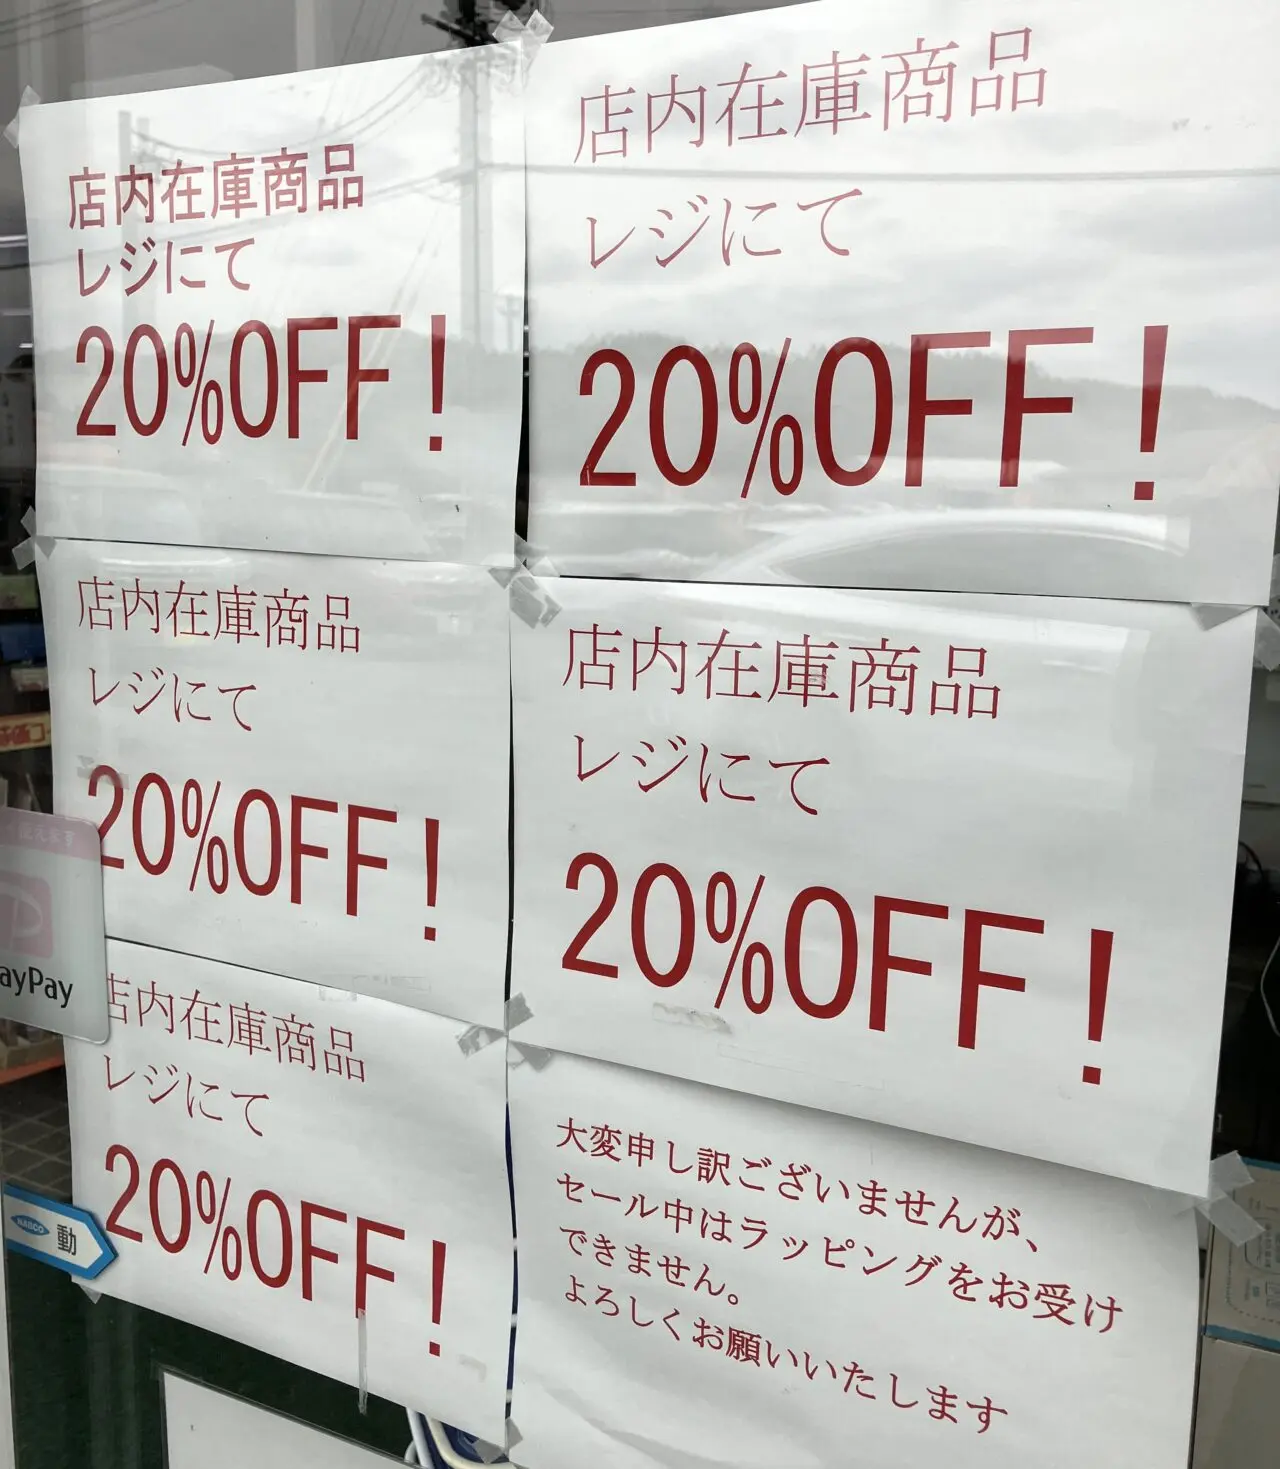 店内在庫商品
レジにて
20%OFF!
店内在庫商品
レジにて
20%OFF!
店内在庫商品
レジにて
20%OFF!
店内在庫商品
レジにて
20%OFF!
店内在庫商品
レジにて
20%OFF!
大変申し訳ございませんが、
セール中はラッピングをお受け
できません。
よろしくお願いいたします
使えます
ayPay
NABCO
動